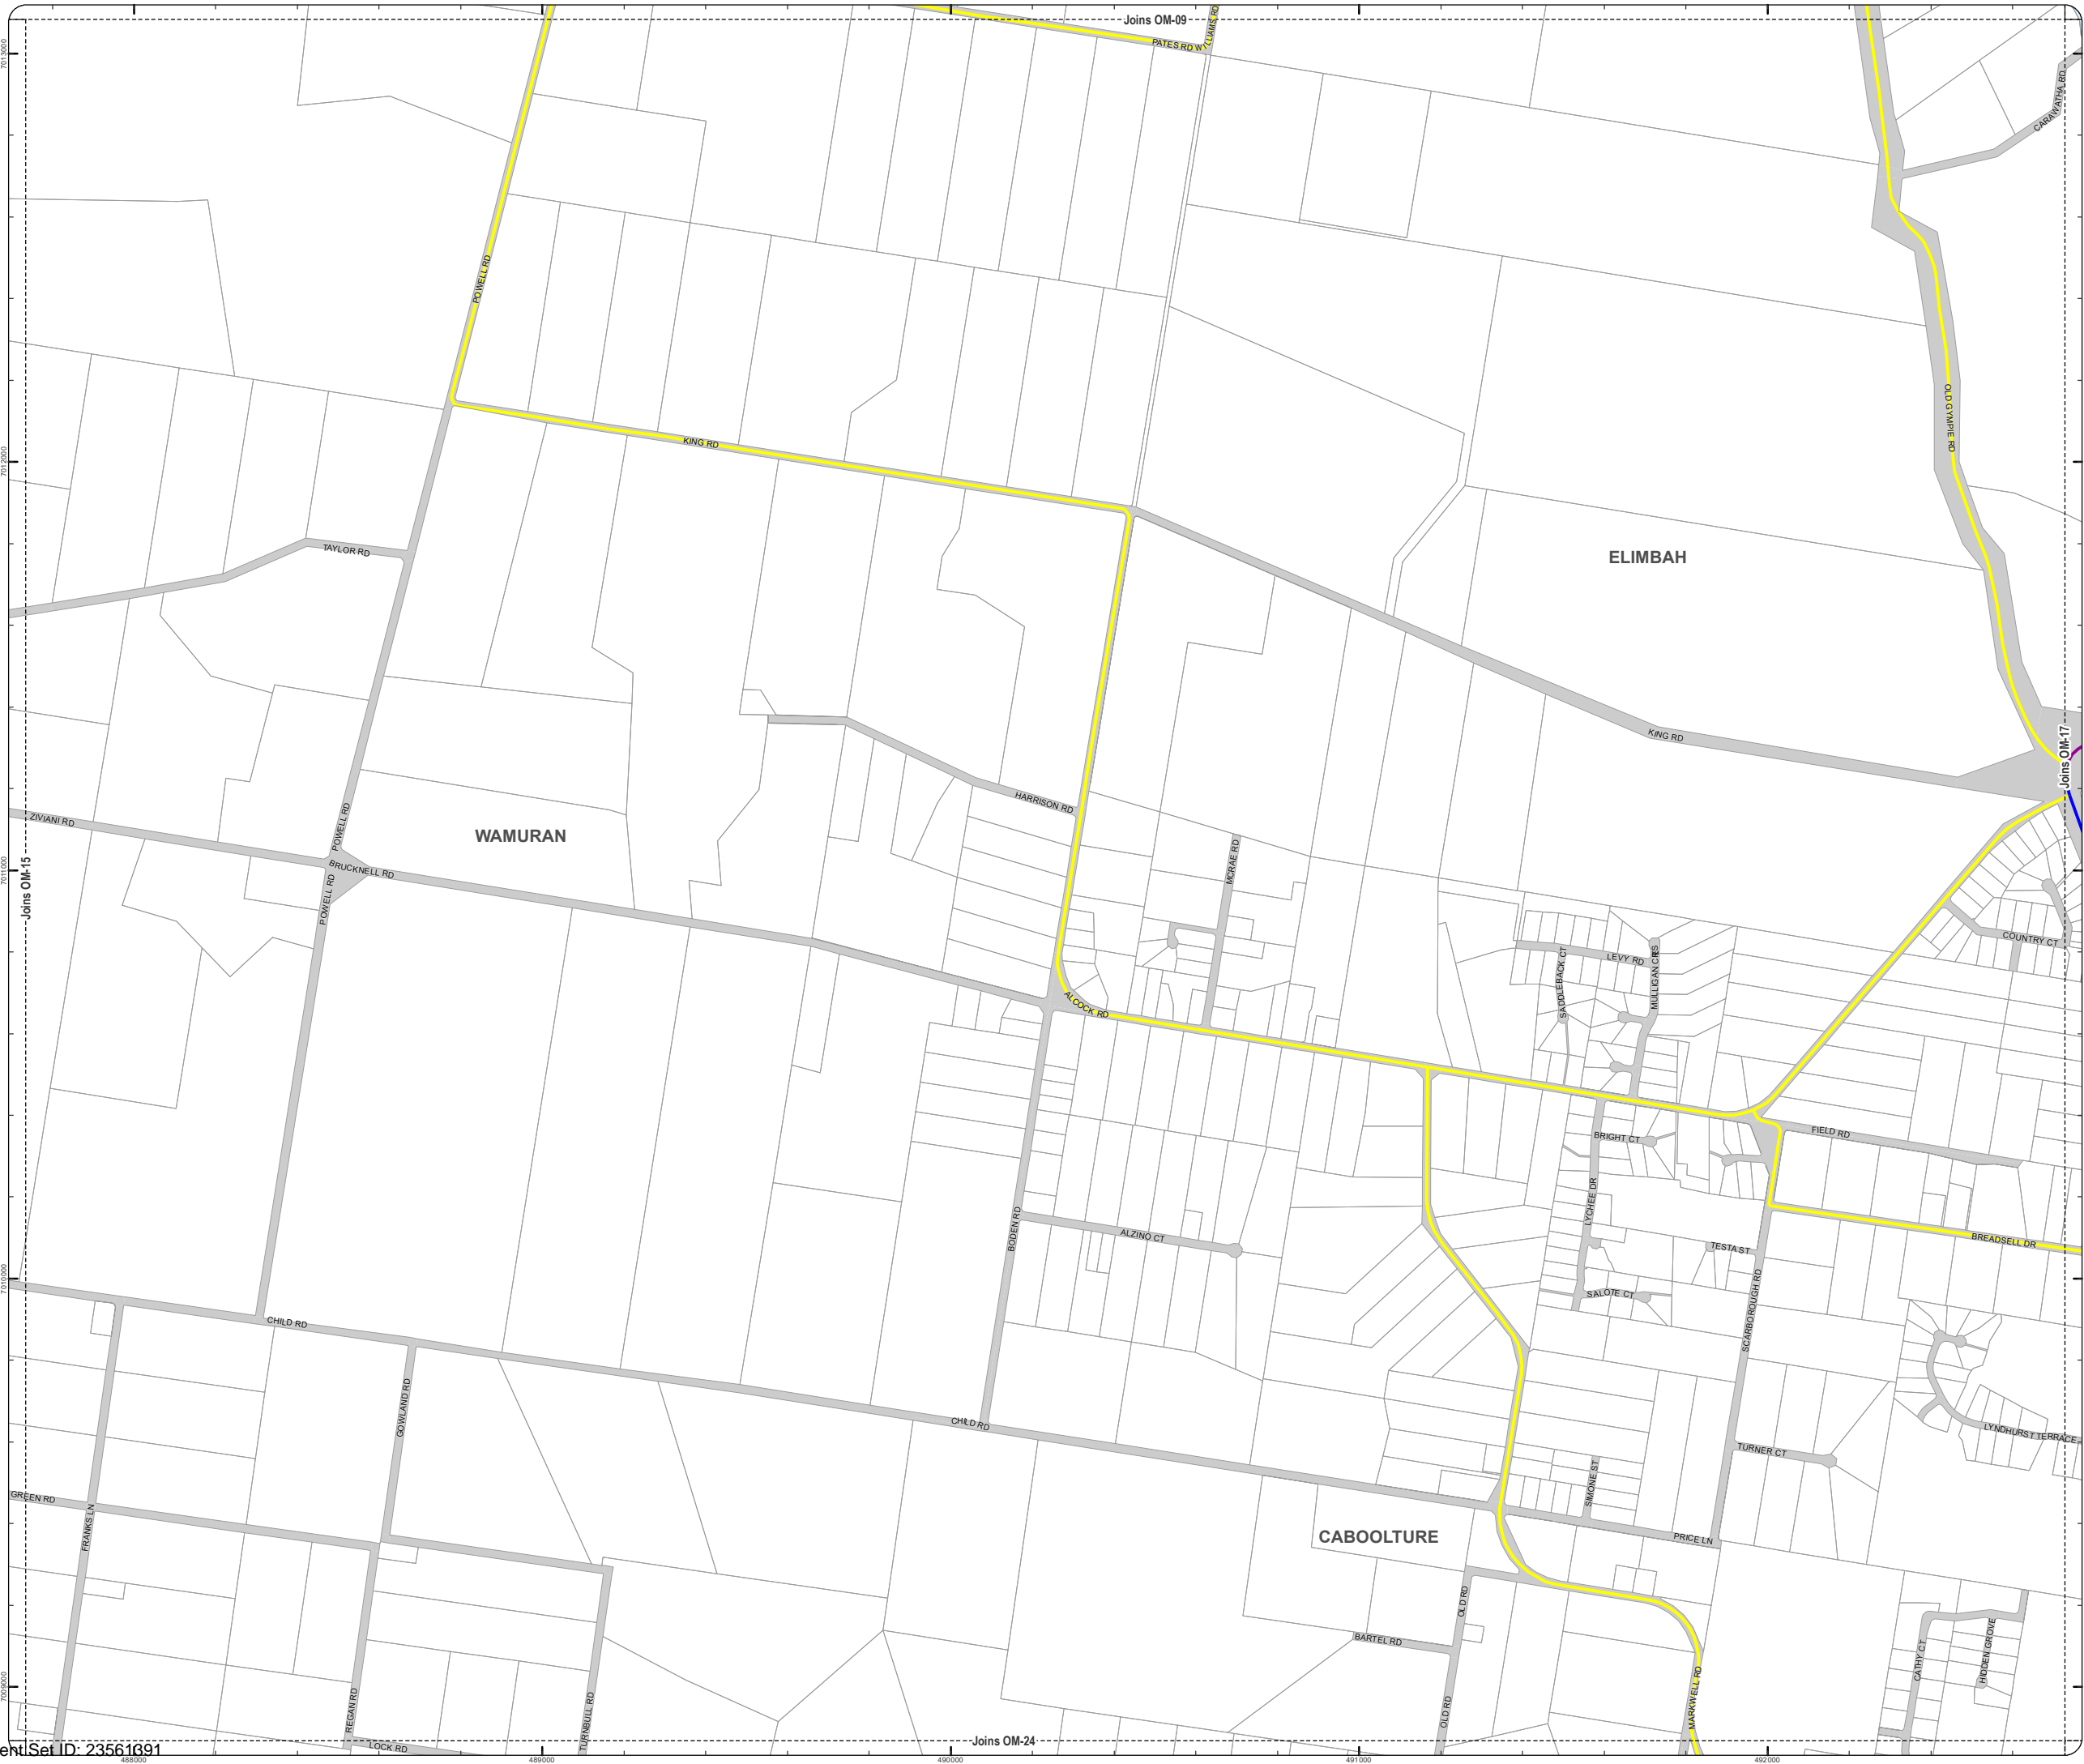 Joins OM-09
PATES RD
WILLIAMS RD
7013000
CARAWATHA RD
POWELL RD
OLD GYMPIE RD
KING RD
7012000
TAYLOR RD
ELIMBAH
KING RD
Joins OM-17
HARRISON RD
ZIVIANI RD
POWELL RD
WAMURAN
BRUCKNELL RD
MCRAE RD
7011000
Joins OM-15
POWELL RD
COUNTRY CT
LEVY RD
SADDLEBACK CT
MULLIGAN CRES
ALCOCK RD
FIELD RD
BRIGHT CT
LYCHEE DR
BODEN RD
ALZINO CT
TESTA ST
BREADSELL DR
7010000
SALOTE CT
SCARBOROUGH RD
CHILD RD
GOWLAND RD
CHILD RD
LYNDHURST TERRACE
TURNER CT
SIMONE ST
GREEN RD
FRANKS LN
CABOOLTURE
PRICE LN
OLD RD
BARTEL RD
CATHY CT
HIDDEN GROVE
7009000
MARKWELL RD
OLD RD
REGAN RD
TURNBULL RD
LOCK RD
Joins OM-24
ent Set ID: 23561391
488000
489000
490000
491000
492000